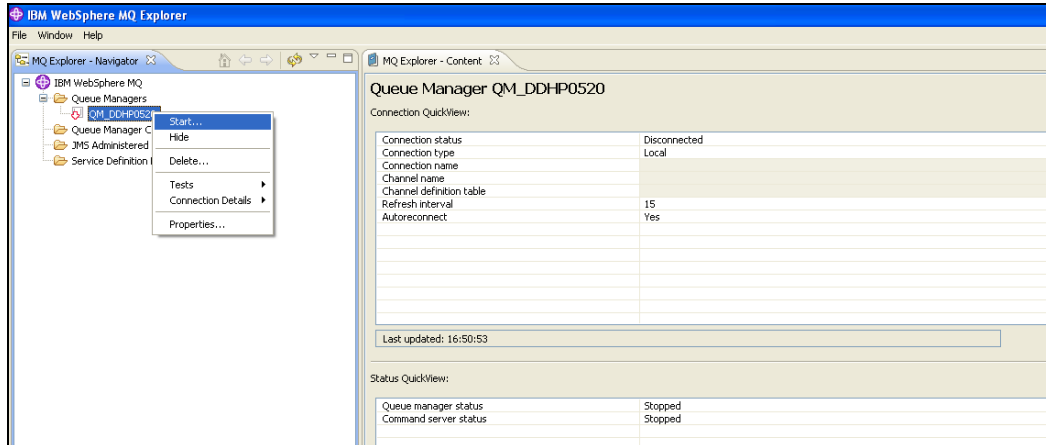 IBM WebSphere MQ Explorer
File Window Help
MQ Explorer - Navigator
IBM WebSphere MQ
Queue Managers
QM_DDHP0520
Queue Manager C
JMS Administered
Service Definition
Start...
Hide
Delete...
Tests
Connection Details
Properties...
MQ Explorer - Content
Queue Manager QM_DDHP0520
Connection QuickView:
Connection status Disconnected
Connection type Local
Connection name
Channel name
Channel definition table
Refresh interval 15
Autoreconnect Yes
Last updated: 16:50:53
Status QuickView:
Queue manager status Stopped
Command server status Stopped